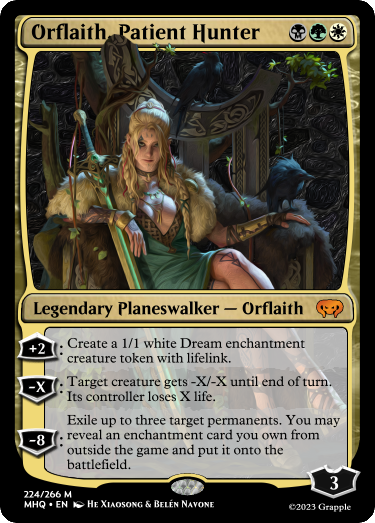 Orflaith, Patient Hunter
Legendary Planeswalker — Orflaith
+2: Create a 1/1 white Dream enchantment
creature token with lifelink.
-X: Target creature gets -X/-X until end of turn.
Its controller loses X life.
-8: Exile up to three target permanents. You may
reveal an enchantment card you own from
outside the game and put it onto the
battlefield.
3
224/266 M
MHQ • EN He Xiaosong & Belén Navone
©2023 Grapple